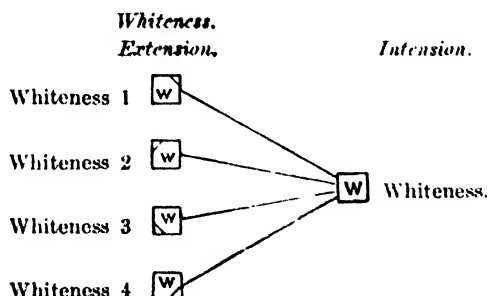 Whiteness.
Extension. Intension.
Whiteness 1 W
Whiteness 2 W
W Whiteness.
Whiteness 3 W
Whiteness 4 W